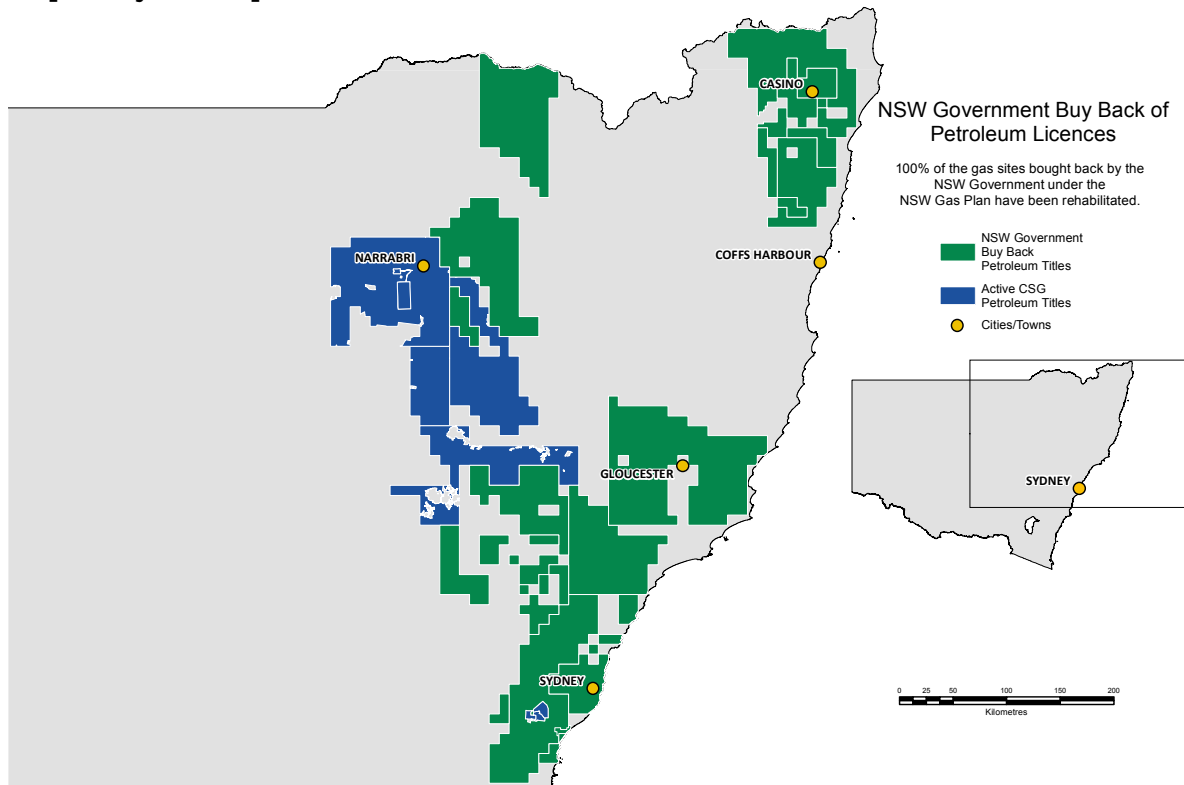 CASINO
NSW Government Buy Back of
Petroleum Licences
100% of the gas sites bought back by the
NSW Government under the
NSW Gas Plan have been rehabilitated.
NSW Government
Buy Back
Petroleum Titles
Active CSG
Petroleum Titles
Cities/Towns
NARRABRI
COFFS HARBOUR
GLOUCESTER
SYDNEY
SYDNEY
0 25 50 100 150 200
Kilometres